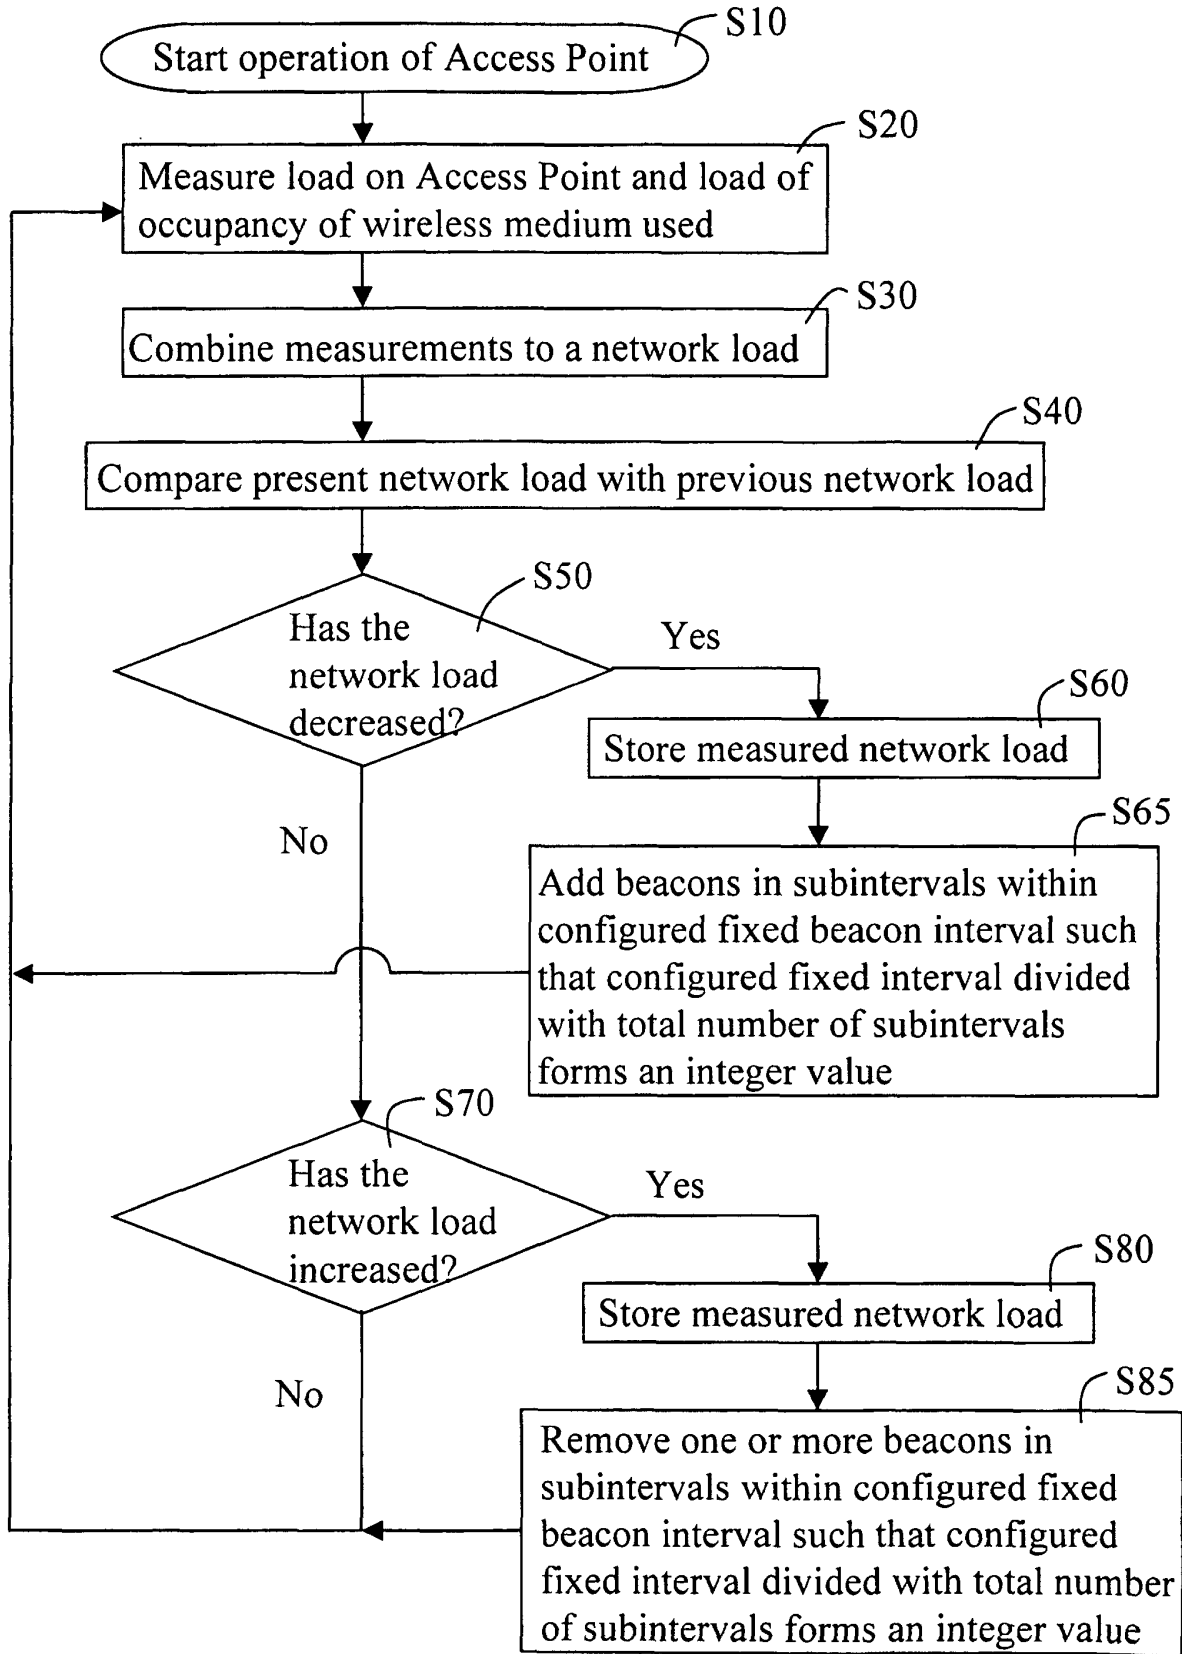 S10
Start operation of Access Point
S20
Measure load on Access Point and load of
occupancy of wireless medium used
S30
Combine measurements to a network load
S40
Compare present network load with previous network load
S50
Has the
network load
decreased?
Yes
S60
Store measured network load
No
S65
Add beacons in subintervals within
configured fixed beacon interval such
that configured fixed interval divided
with total number of subintervals
forms an integer value
S70
Has the
network load
increased?
Yes
S80
Store measured network load
No
S85
Remove one or more beacons in
subintervals within configured fixed
beacon interval such that configured
fixed interval divided with total number
of subintervals forms an integer value